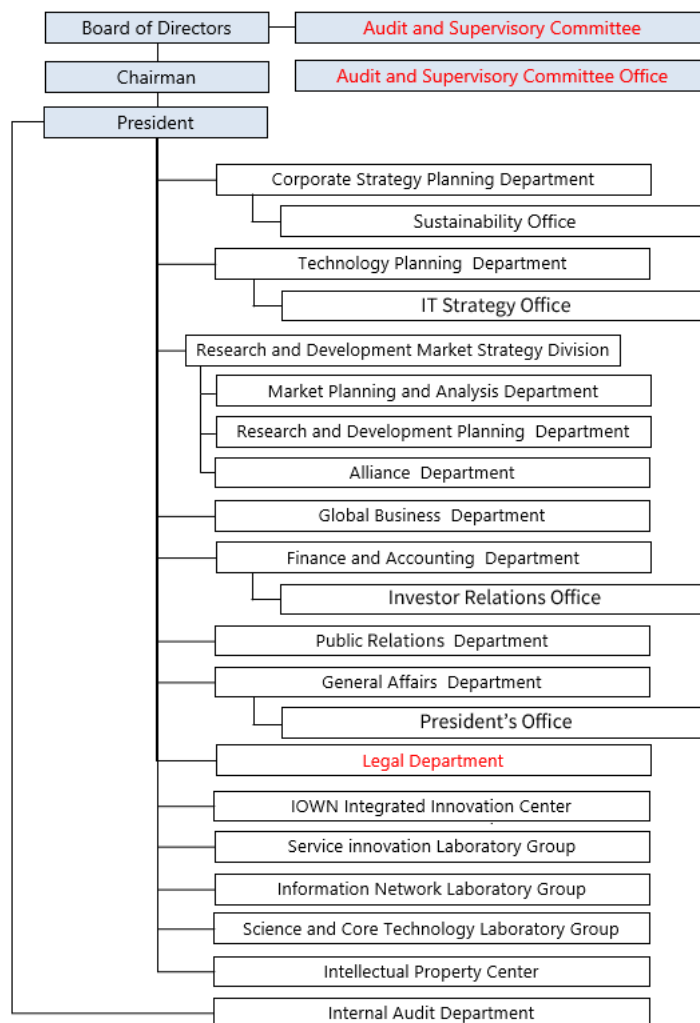 Board of Directors
Audit and Supervisory Committee
Chairman
Audit and Supervisory Committee Office
President
Corporate Strategy Planning Department
Sustainability Office
Technology Planning Department
IT Strategy Office
Research and Development Market Strategy Division
Market Planning and Analysis Department
Research and Development Planning Department
Alliance Department
Global Business Department
Finance and Accounting Department
Investor Relations Office
Public Relations Department
General Affairs Department
President's Office
Legal Department
IOWN Integrated Innovation Center
Service innovation Laboratory Group
Information Network Laboratory Group
Science and Core Technology Laboratory Group
Intellectual Property Center
Internal Audit Department